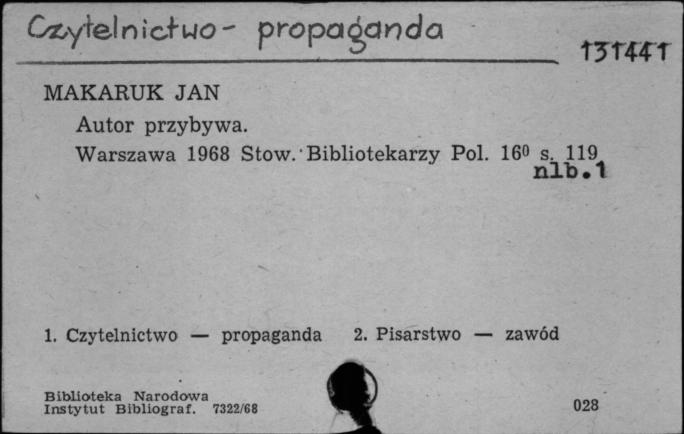 Czytelnictwo - propaganda
131441
MAKARUK JAN
Autor przybywa.
Warszawa 1968 Stow. Bibliotekarzy Pol. 16⁰ s. 119
nlb.1
1. Czytelnictwo — propaganda 2. Pisarstwo — zawód
Biblioteka Narodowa
Instytut Bibliograf. 7322/68
028